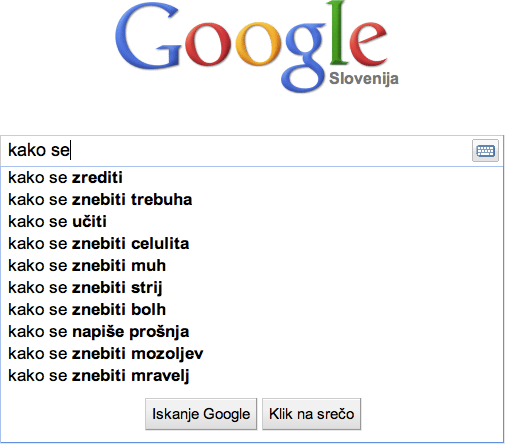 Google
Slovenija
kako se
kako se zrediti
kako se znebiti trebuha
kako se učiti
kako se znebiti celulita
kako se znebiti muh
kako se znebiti strij
kako se znebiti bolh
kako se napiše prošnja
kako se znebiti mozoljev
kako se znebiti mravelj
Iskanje Google Klik na srečo